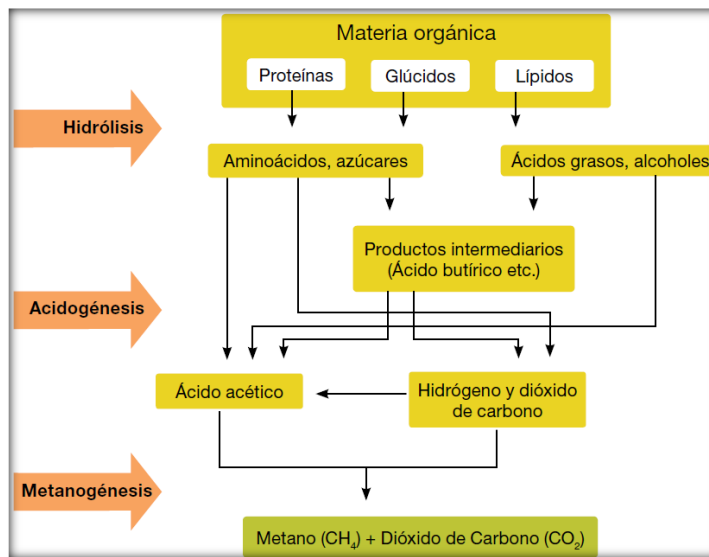 Materia orgánica
Proteínas
Glúcidos
Lípidos
Hidrólisis
Aminoácidos, azúcares
Ácidos grasos, alcoholes
Productos intermediarios
(Ácido butírico etc.)
Acidogénesis
Ácido acético
Hidrógeno y dióxido
de carbono
Metanogénesis
Metano (CH₄) + Dióxido de Carbono (CO₂)